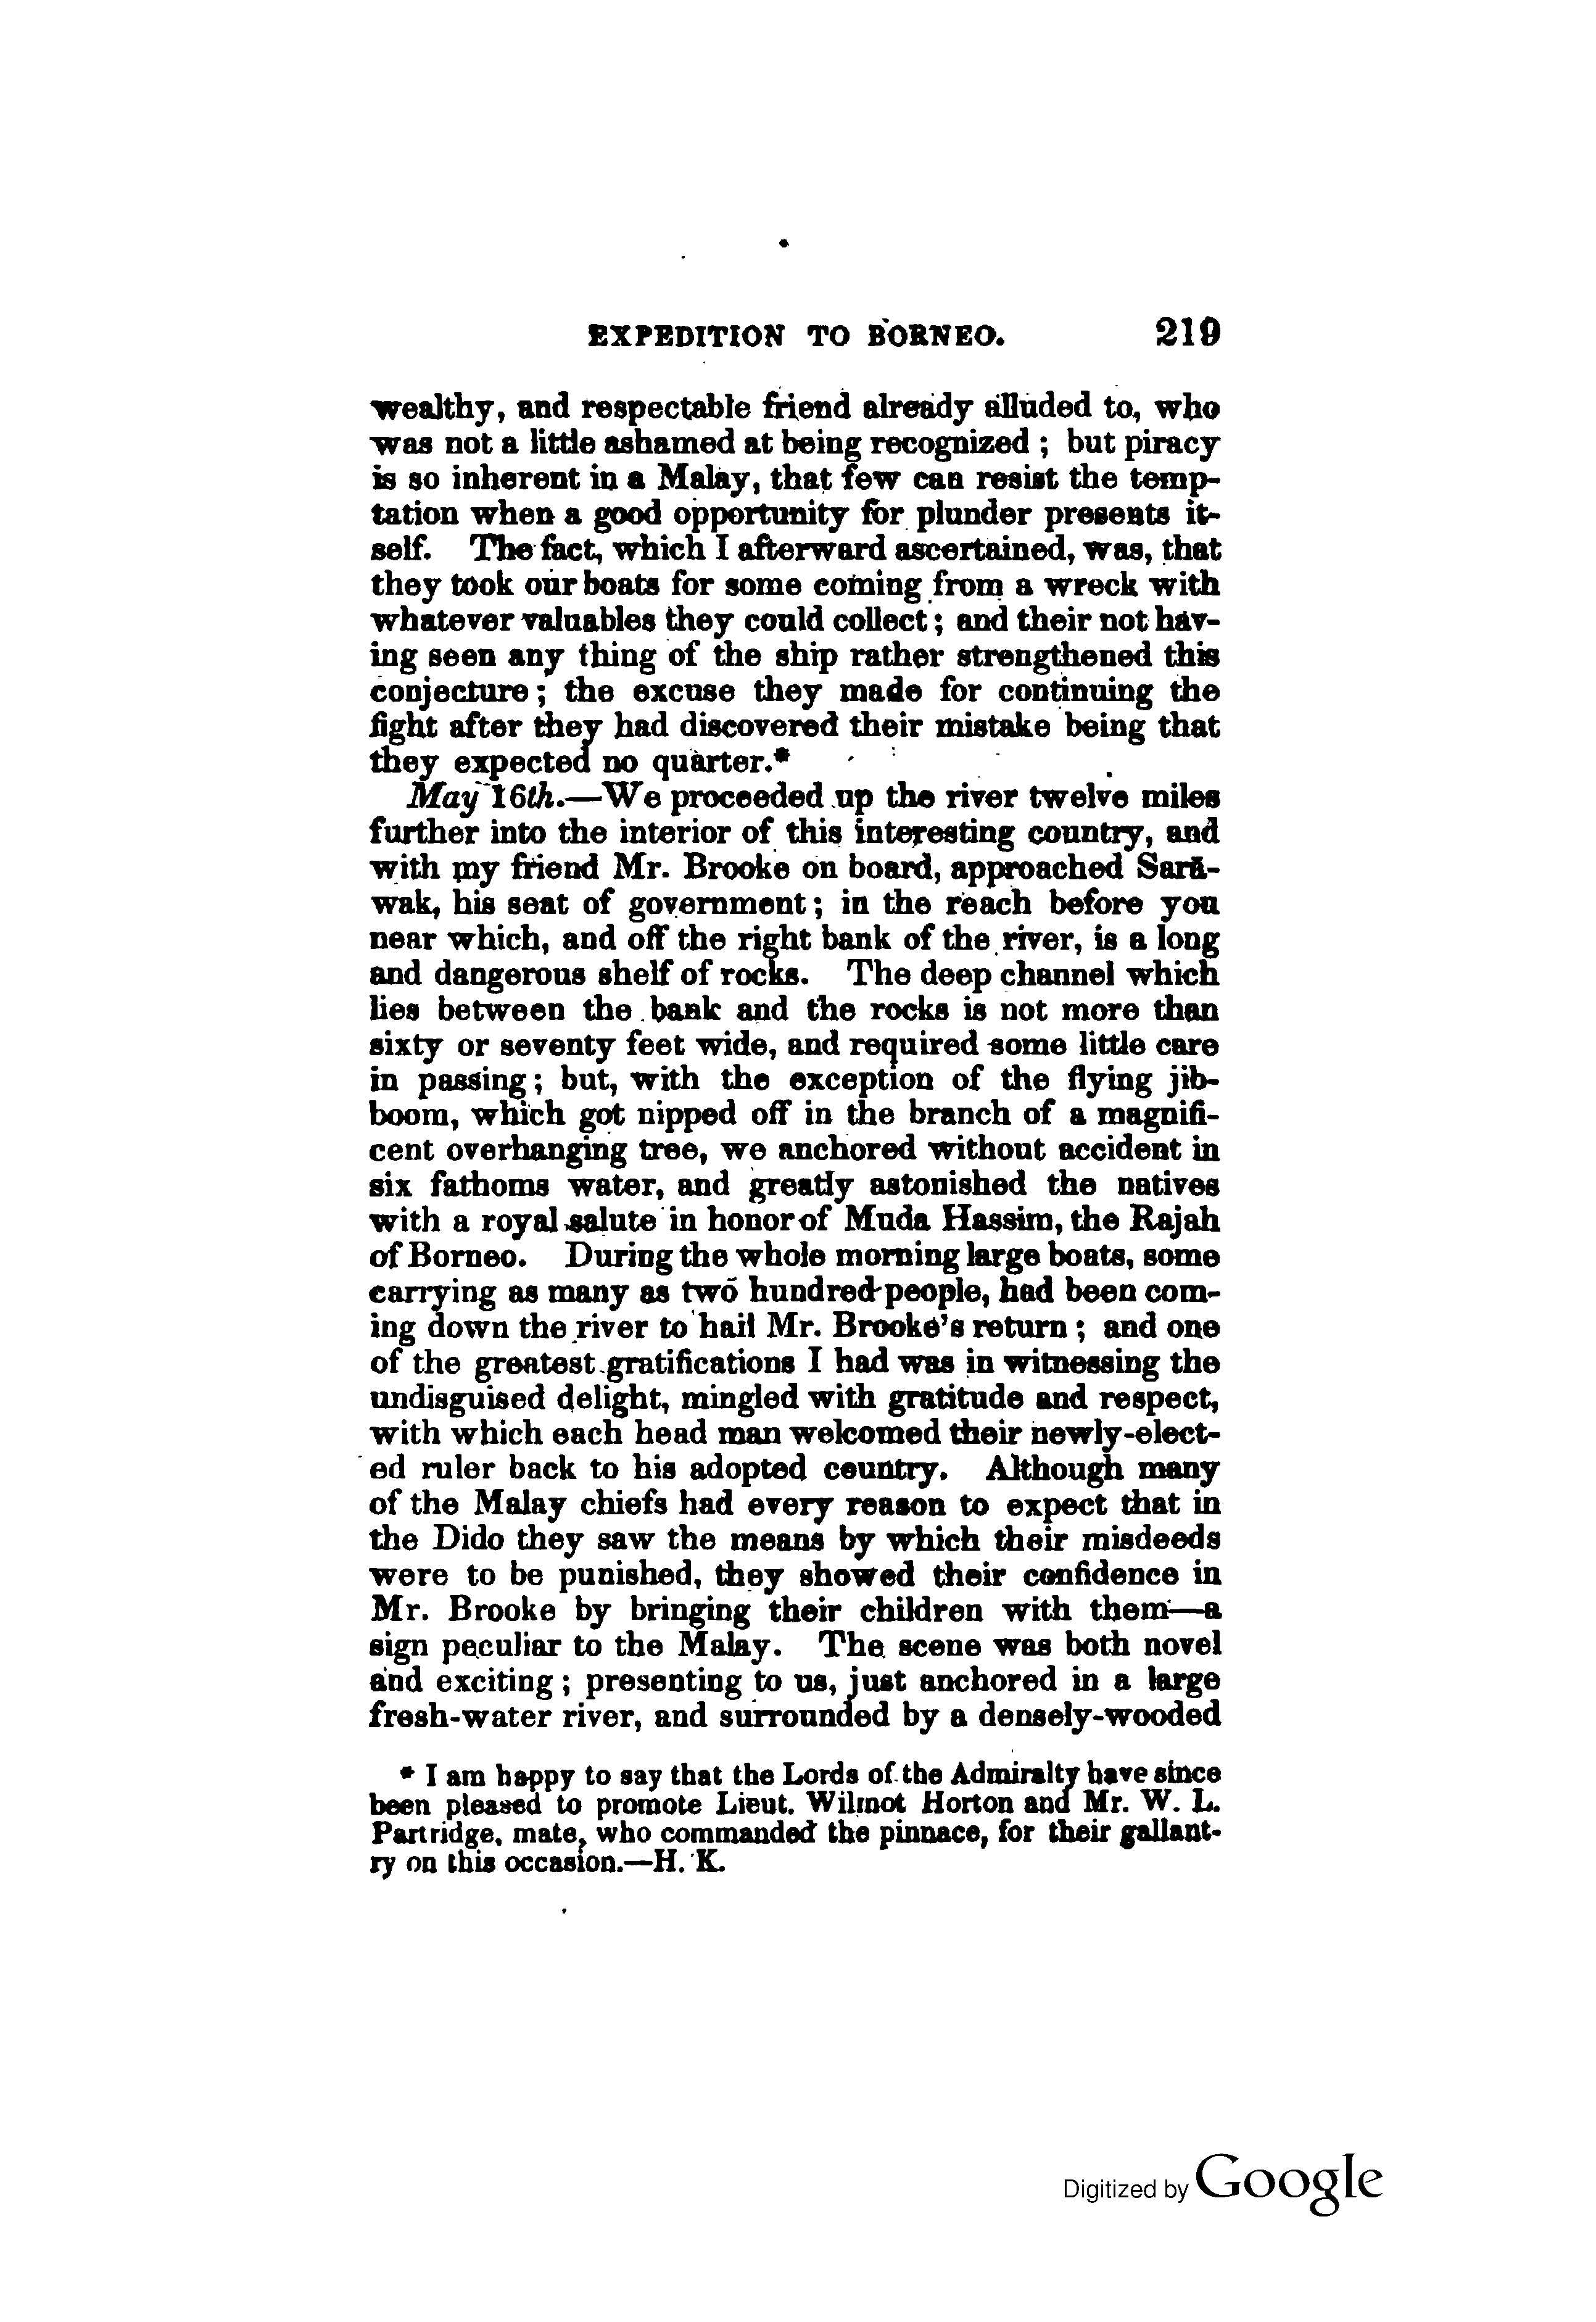 EXPEDITION TO BORNEO. 219
wealthy, and respectable friend already alluded to, who
was not a little ashamed at being recognized ; but piracy
is so inherent in a Malay, that few can resist the temp-
tation when a good opportunity for plunder presents it-
self. The fact, which I afterward ascertained, was, that
they took our boats for some coming from a wreck with
whatever valuables they could collect ; and their not hav-
ing seen any thing of the ship rather strengthened this
conjecture ; the excuse they made for continuing the
fight after they had discovered their mistake being that
they expected no quarter.*
May 16th.—We proceeded up the river twelve miles
further into the interior of this interesting country, and
with my friend Mr. Brooke on board, approached Sarā-
wak, his seat of government ; in the reach before you
near which, and off the right bank of the river, is a long
and dangerous shelf of rocks. The deep channel which
lies between the bank and the rocks is not more than
sixty or seventy feet wide, and required some little care
in passing ; but, with the exception of the flying jib-
boom, which got nipped off in the branch of a magnifi-
cent overhanging tree, we anchored without accident in
six fathoms water, and greatly astonished the natives
with a royal salute in honor of Muda Hassim, the Rajah
of Borneo. During the whole morning large boats, some
carrying as many as two hundred people, had been com-
ing down the river to hail Mr. Brooke's return ; and one
of the greatest gratifications I had was in witnessing the
undisguised delight, mingled with gratitude and respect,
with which each head man welcomed their newly-elect-
ed ruler back to his adopted country. Although many
of the Malay chiefs had every reason to expect that in
the Dido they saw the means by which their misdeeds
were to be punished, they showed their confidence in
Mr. Brooke by bringing their children with them—a
sign peculiar to the Malay. The scene was both novel
and exciting ; presenting to us, just anchored in a large
fresh-water river, and surrounded by a densely-wooded
* I am happy to say that the Lords of the Admiralty have since
been pleased to promote Lieut. Wilmot Horton and Mr. W. L.
Partridge, mate, who commanded the pinnace, for their gallant-
ry on this occasion.—H. K.
Digitized by Google